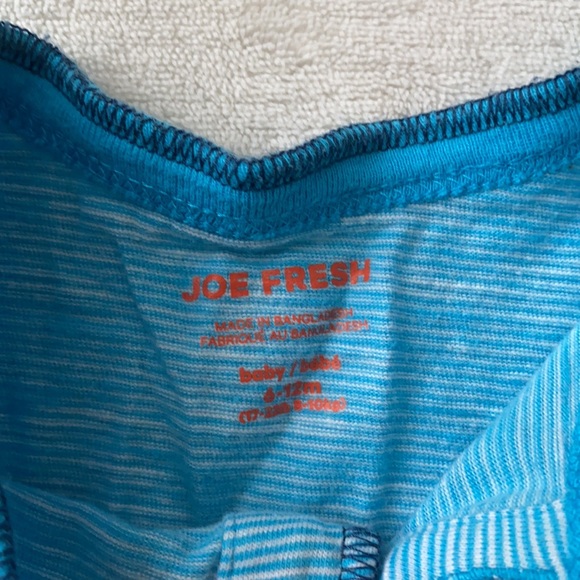 JOE FRESH
MADE IN BANGLADESH
FABRIQUÉ AU BANGLADESH
baby / bébé
6-12m